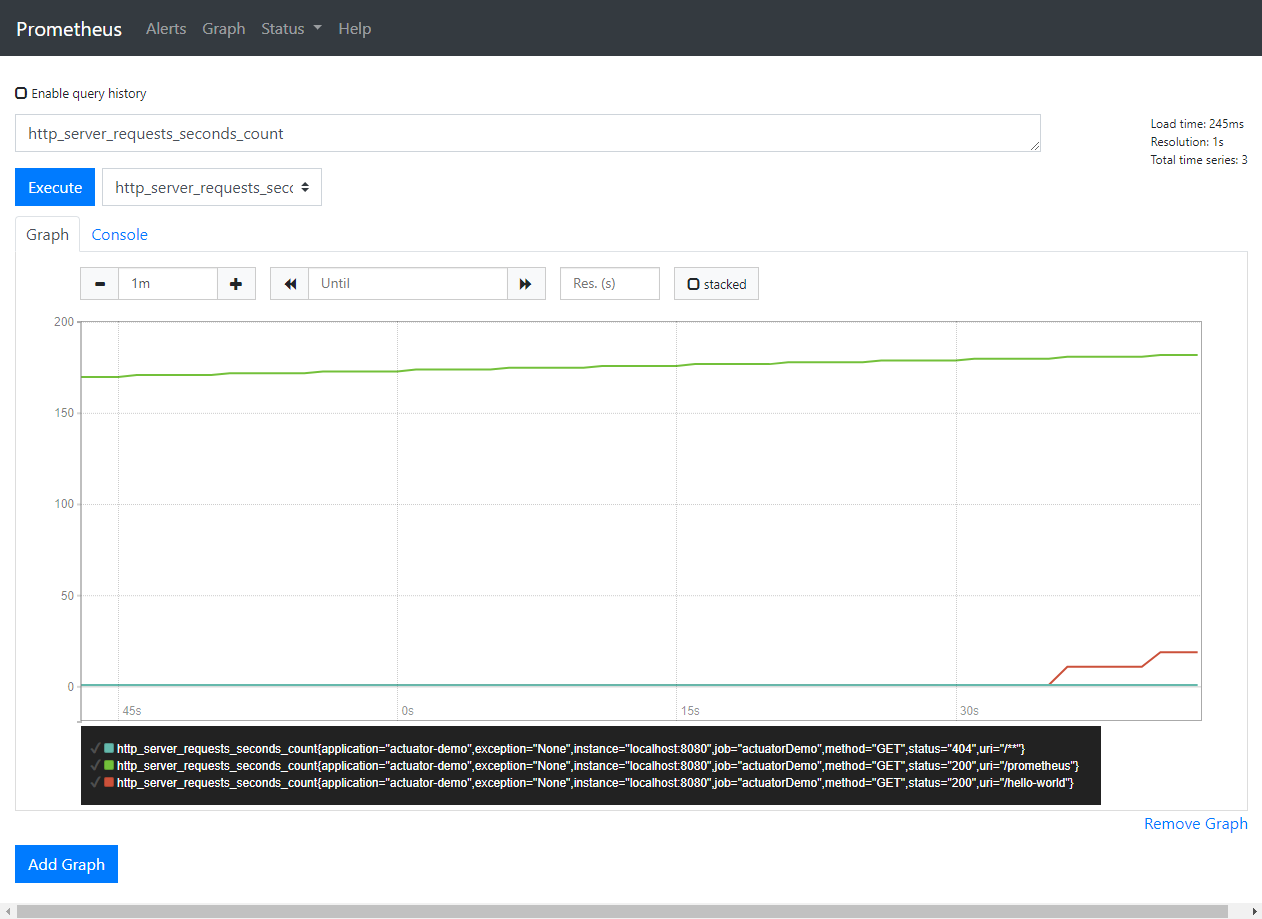 Prometheus Alerts Graph Status Help
Enable query history
http_server_requests_seconds_count
Load time: 245ms
Resolution: 1s
Total time series: 3
Execute http_server_requests_sec
Graph Console
1m Until Res. (s) stacked
200
150
100
50
0
45s 0s 15s 30s
http_server_requests_seconds_count{application="actuator-demo",exception="None",instance="localhost:8080",job="actuatorDemo",method="GET",status="404",uri="/**"}
http_server_requests_seconds_count{application="actuator-demo",exception="None",instance="localhost:8080",job="actuatorDemo",method="GET",status="200",uri="/prometheus"}
http_server_requests_seconds_count{application="actuator-demo",exception="None",instance="localhost:8080",job="actuatorDemo",method="GET",status="200",uri="/hello-world"}
Remove Graph
Add Graph